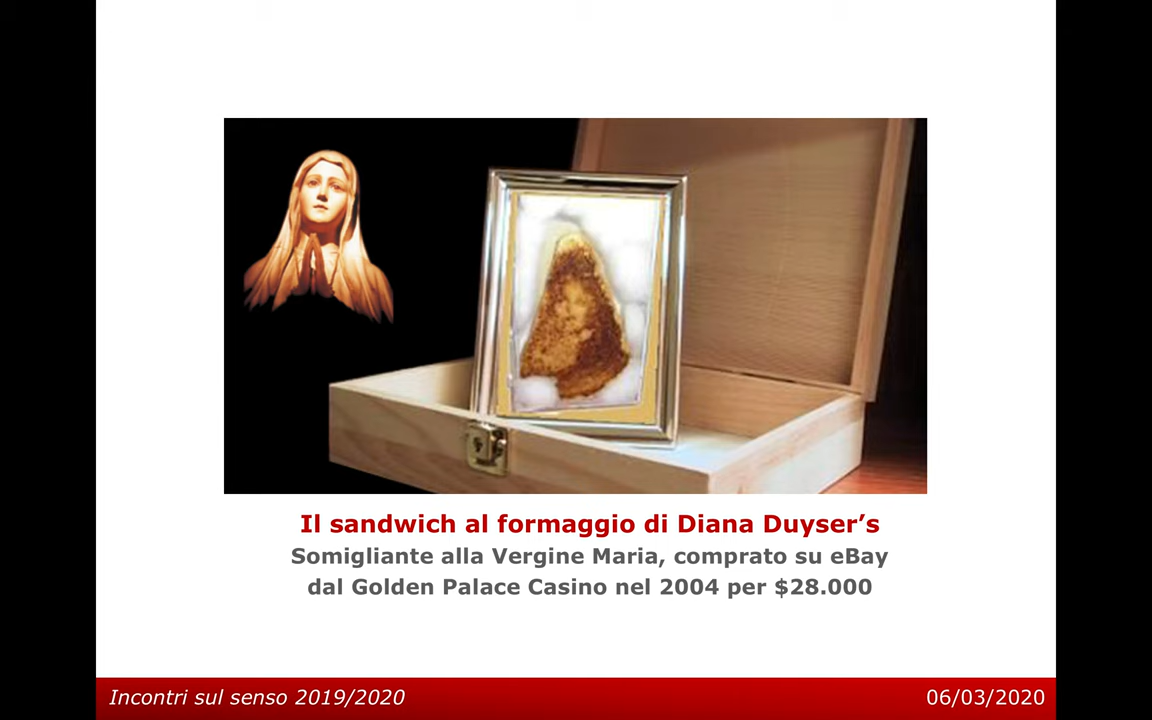 Il sandwich al formaggio di Diana Duyser’s
Somigliante alla Vergine Maria, comprato su eBay
dal Golden Palace Casino nel 2004 per $28.000
Incontri sul senso 2019/2020
06/03/2020